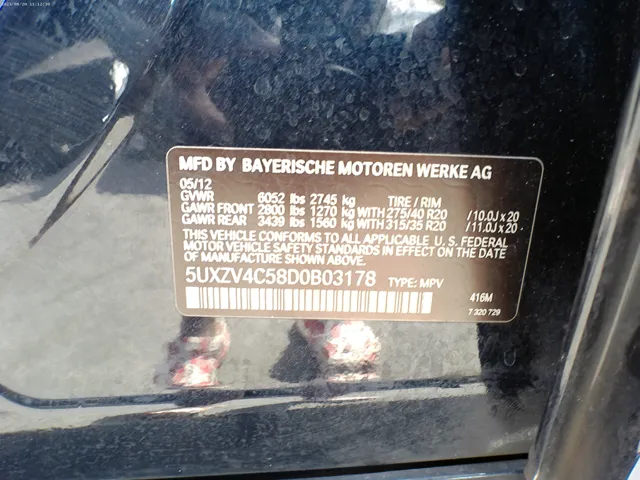 MFD BY BAYERISCHE MOTOREN WERKE AG
05/12
GVWR 6052 lbs 2745 kg TIRE / RIM
GAWR FRONT 2800 lbs 1270 kg WITH 275/40 R20 /10.0J x 20
GAWR REAR 3439 lbs 1560 kg WITH 315/35 R20 /11.0J x 20
THIS VEHICLE CONFORMS TO ALL APPLICABLE U. S. FEDERAL
MOTOR VEHICLE SAFETY STANDARDS IN EFFECT ON THE DATE
OF MANUFACTURE SHOWN ABOVE.
5UXZV4C58D0B03178 TYPE: MPV
416M
7 320 729